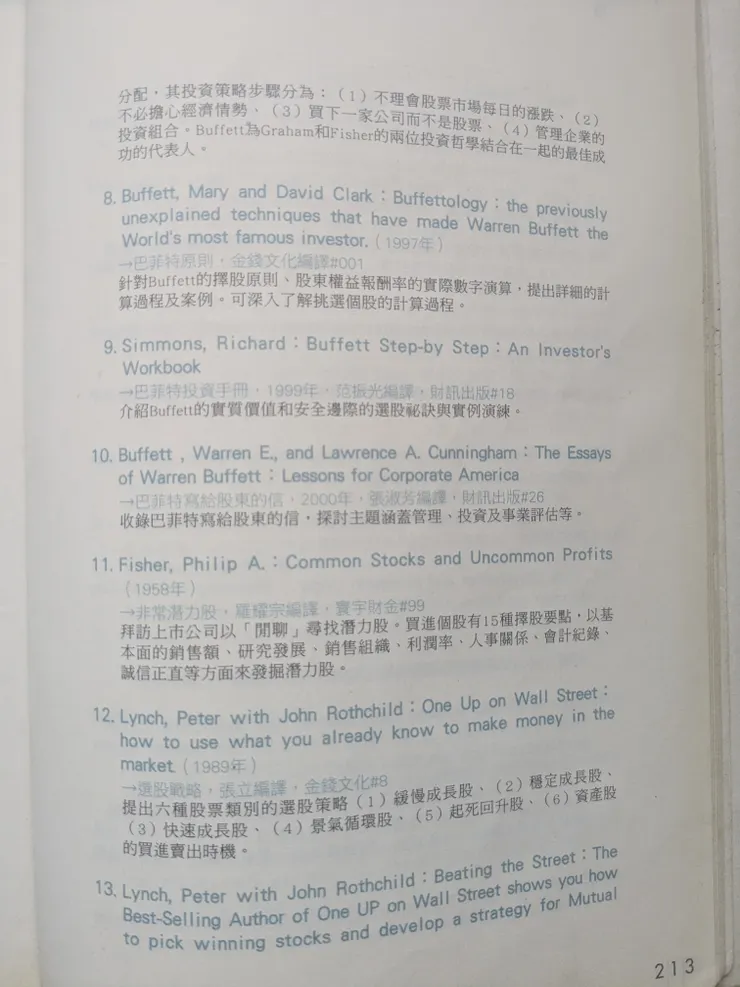 分配，其投資策略步驟分為：（1）不理會股票市場每日的漲跌、（2）
不必擔心經濟情勢、（3）買下一家公司而不是股票、（4）管理企業的
投資組合。Buffett為Graham和Fisher的兩位投資哲學結合在一起的最佳成
功的代表人。
8. Buffett, Mary and David Clark：Buffettology：the previously
unexplained techniques that have made Warren Buffett the
World's most famous investor.（1997年）
→巴菲特原則，金錢文化編譯#001
針對Buffett的擇股原則、股東權益報酬率的實際數字演算，提出詳細的計
算過程及案例。可深入了解挑選個股的計算過程。
9. Simmons, Richard：Buffett Step-by Step：An Investor's
Workbook
→巴菲特投資手冊，1999年，范振光編譯，財訊出版#18
介紹Buffett的實質價值和安全邊際的選股祕訣與實例演練。
10. Buffett , Warren E., and Lawrence A. Cunningham：The Essays
of Warren Buffett：Lessons for Corporate America
→巴菲特寫給股東的信，2000年，張淑芳編譯，財訊出版#26
收錄巴菲特寫給股東的信，探討主題涵蓋管理、投資及事業評估等。
11. Fisher, Philip A.：Common Stocks and Uncommon Profits
（1958年）
→非常潛力股，羅耀宗編譯，寰宇財金#99
拜訪上市公司以「閒聊」尋找潛力股。買進個股有15種擇股要點，以基
本面的銷售額、研究發展、銷售組織、利潤率、人事關係、會計紀錄、
誠信正直等方面來發掘潛力股。
12. Lynch, Peter with John Rothchild：One Up on Wall Street：
how to use what you already know to make money in the
market.（1989年）
→選股戰略，張立編譯，金錢文化#8
提出六種股票類別的選股策略（1）緩慢成長股、（2）穩定成長股、
（3）快速成長股、（4）景氣循環股、（5）起死回升股、（6）資產股
的買進賣出時機。
13. Lynch, Peter with John Rothchild：Beating the Street：The
Best-Selling Author of One UP on Wall Street shows you how
to pick winning stocks and develop a strategy for Mutual
213